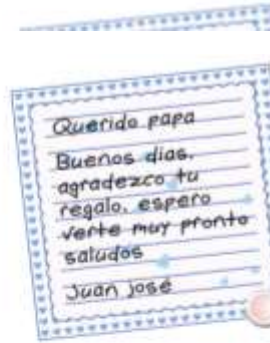 Querido papa
Buenos dias.
agradezco tu
regalo. espero
verte muy pronto
saludos
Juan josé